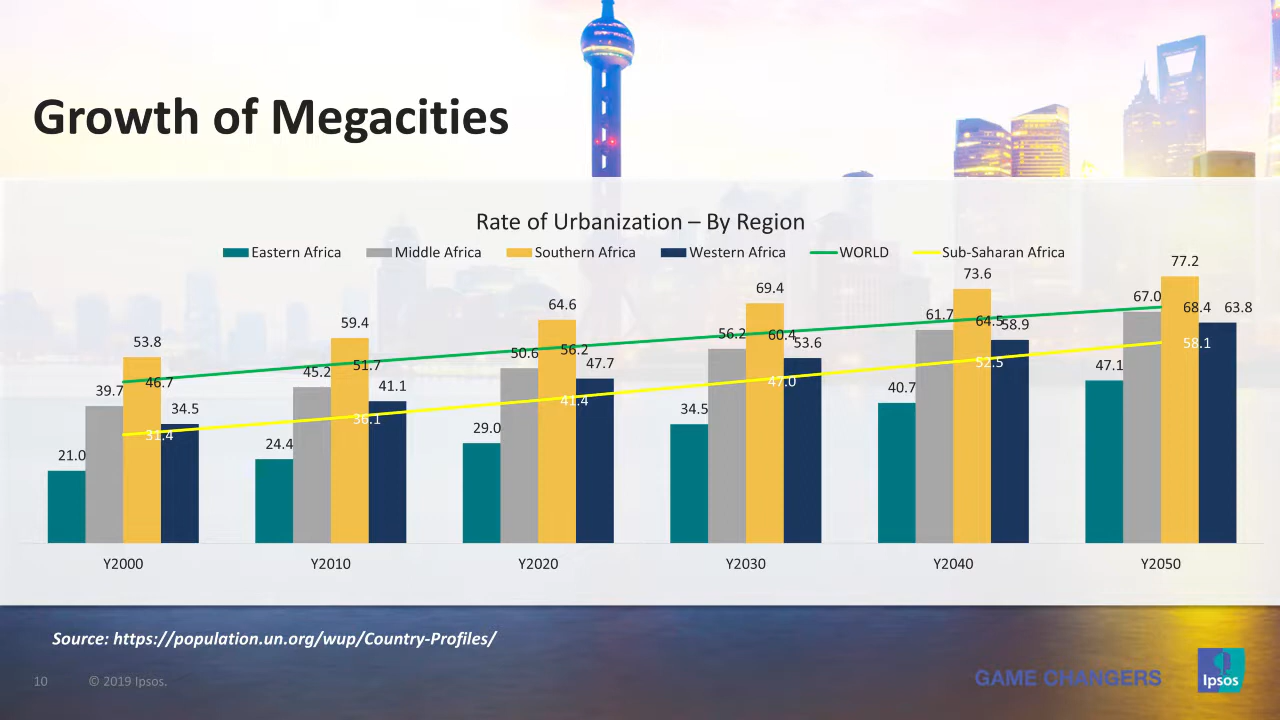 Growth of Megacities
Rate of Urbanization – By Region
Eastern Africa Middle Africa Southern Africa Western Africa WORLD Sub-Saharan Africa
21.0 39.7 53.8 34.5 46.7 31.4
24.4 45.2 59.4 41.1 51.7 36.1
29.0 50.6 64.6 47.7 56.2 41.4
34.5 56.2 69.4 53.6 60.4 47.0
40.7 61.7 73.6 58.9 64.5 52.5
47.1 67.0 77.2 63.8 68.4 58.1
Y2000 Y2010 Y2020 Y2030 Y2040 Y2050
Source: https://population.un.org/wup/Country-Profiles/
10 © 2019 Ipsos.
GAME CHANGERS
Ipsos